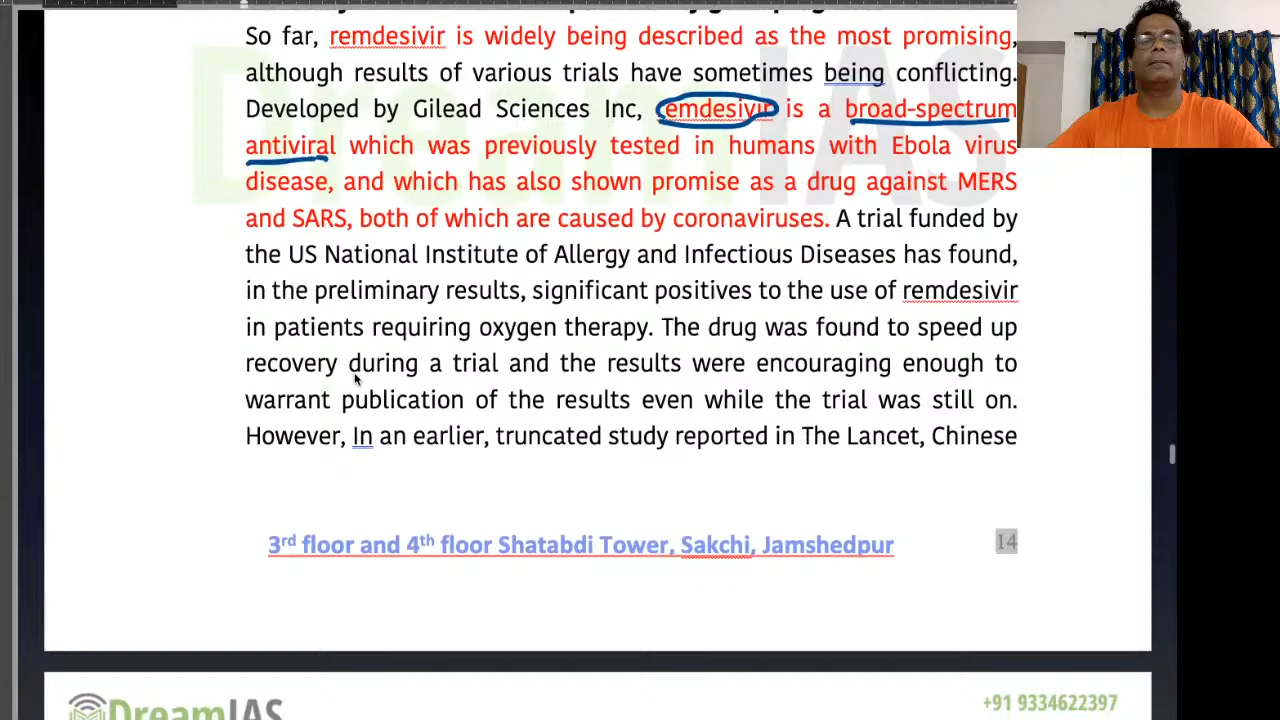 So far, remdesivir is widely being described as the most promising,
although results of various trials have sometimes being conflicting.
Developed by Gilead Sciences Inc, remdesivir is a broad-spectrum
antiviral which was previously tested in humans with Ebola virus
disease, and which has also shown promise as a drug against MERS
and SARS, both of which are caused by coronaviruses. A trial funded by
the US National Institute of Allergy and Infectious Diseases has found,
in the preliminary results, significant positives to the use of remdesivir
in patients requiring oxygen therapy. The drug was found to speed up
recovery during a trial and the results were encouraging enough to
warrant publication of the results even while the trial was still on.
However, In an earlier, truncated study reported in The Lancet, Chinese
3rd floor and 4th floor Shatabdi Tower, Sakchi, Jamshedpur
14
DreamIAS
+91 9334622397